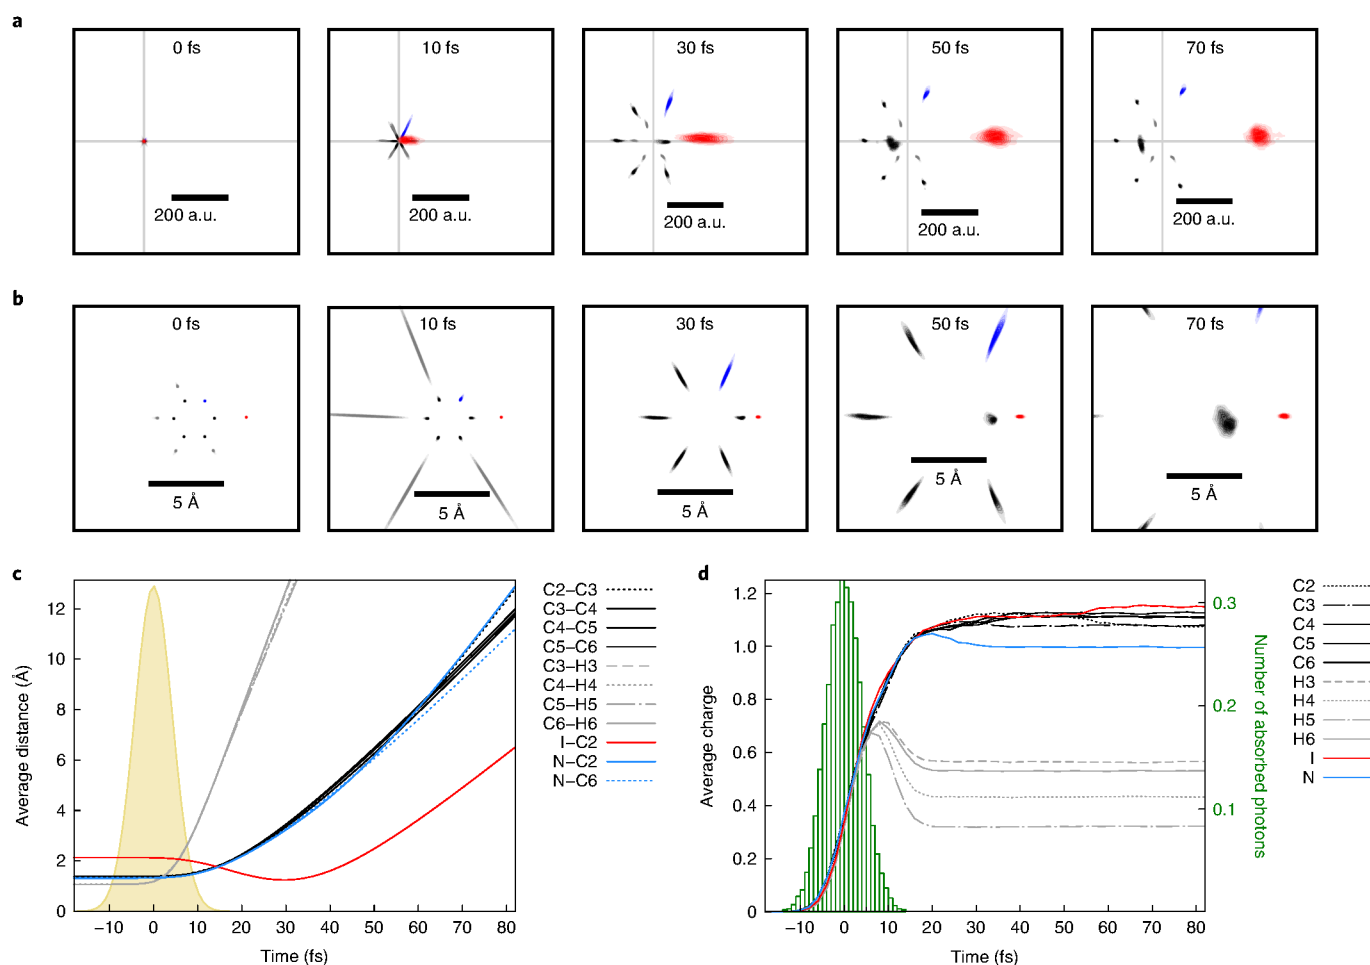 a
0 fs
10 fs
30 fs
50 fs
70 fs
200 a.u.
200 a.u.
200 a.u.
200 a.u.
200 a.u.
b
0 fs
10 fs
30 fs
50 fs
70 fs
5 Å
5 Å
5 Å
5 Å
5 Å
c
Average distance (Å)
12
10
8
6
4
2
0
−10
0
10
20
30
40
50
60
70
80
Time (fs)
C2–C3
C3–C4
C4–C5
C5–C6
C3–H3
C4–H4
C5–H5
C6–H6
I–C2
N–C2
N–C6
d
Average charge
1.2
1.0
0.8
0.6
0.4
0.2
0
−10
0
10
20
30
40
50
60
70
80
Time (fs)
0.3
0.2
0.1
Number of absorbed photons
C2
C3
C4
C5
C6
H3
H4
H5
H6
I
N